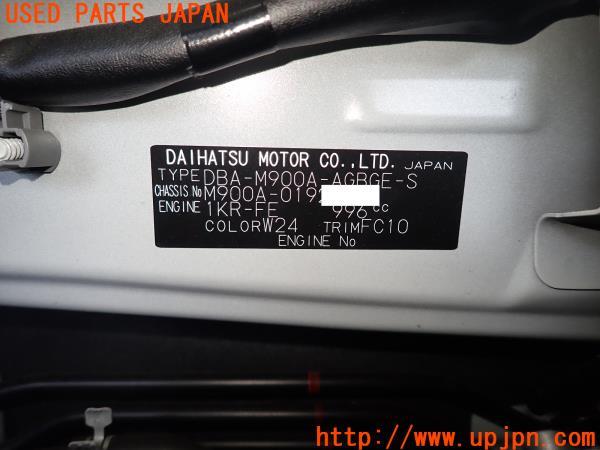 USED PARTS JAPAN
DAIHATSU MOTOR CO.,LTD. JAPAN
TYPE DBA-M900A-AGBGE-S
CHASSIS No M900A-0192
ENGINE 1KR-FE 996cc
COLOR W24 TRIM FC10
ENGINE No
http://www.upjpn.com